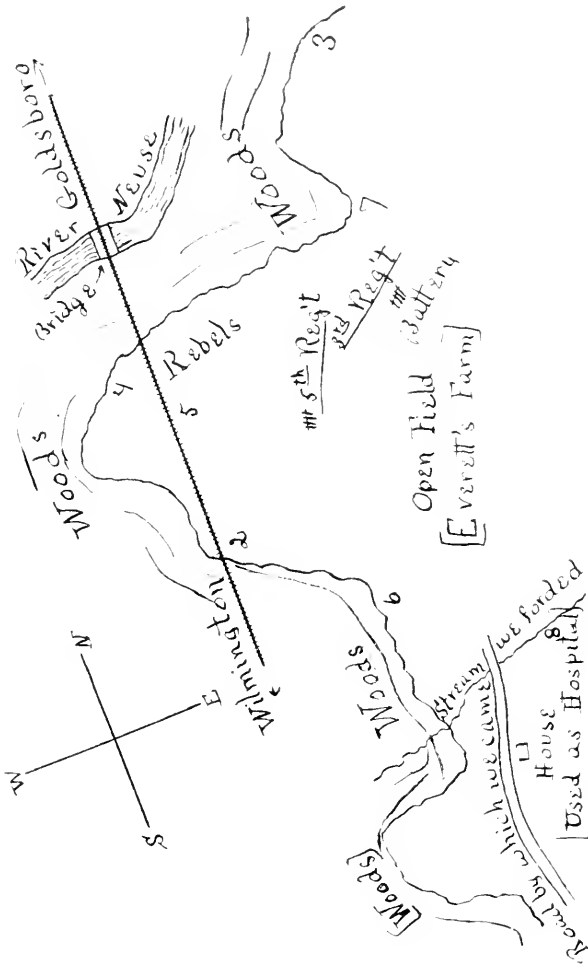 Goldsboro
River Neuse
Bridge
Woods
3
Woods
7
Rebels
4
5
Woods
2
5th Reg't
3rd Reg't
Battery
Open Field
[Everett's Farm]
Wilmington
N
W
E
S
6
Woods
Stream we forded
8
Road by which we came
House
[Used as Hospital]
[Woods]